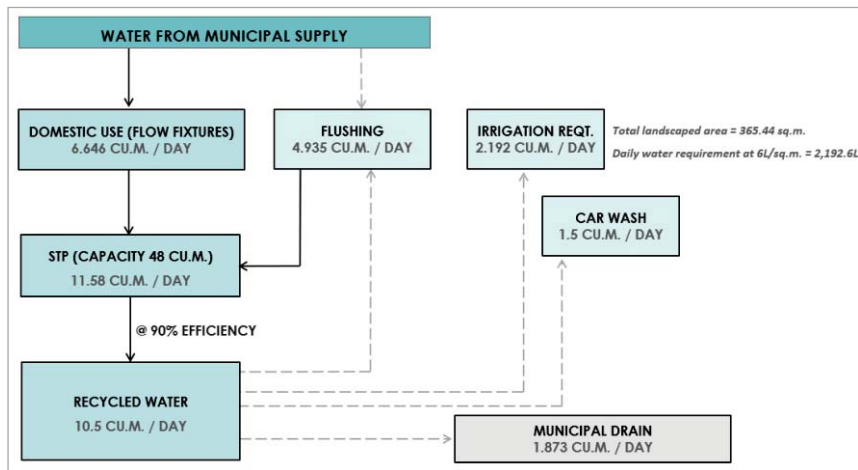 WATER FROM MUNICIPAL SUPPLY
DOMESTIC USE (FLOW FIXTURES)
6.646 CU.M. / DAY
FLUSHING
4.935 CU.M. / DAY
IRRIGATION REQT.
2.192 CU.M. / DAY
Total landscaped area = 365.44 sq.m.
Daily water requirement at 6L/sq.m. = 2,192.6L
CAR WASH
1.5 CU.M. / DAY
STP (CAPACITY 48 CU.M.)
11.58 CU.M. / DAY
@ 90% EFFICIENCY
RECYCLED WATER
10.5 CU.M. / DAY
MUNICIPAL DRAIN
1.873 CU.M. / DAY